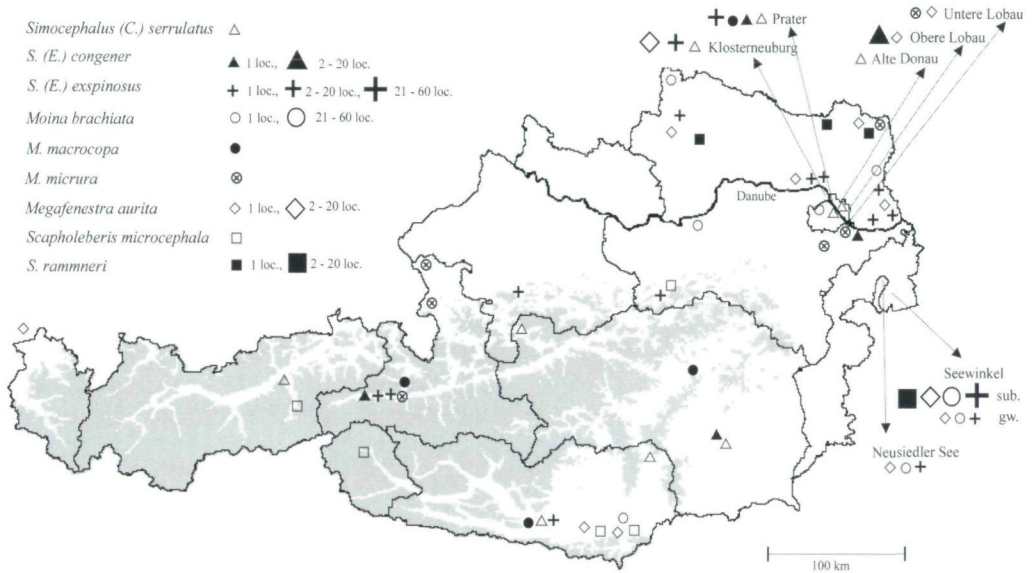 Simocephalus (C.) serrulatus
S. (E.) congener 1 loc., 2 - 20 loc.
S. (E.) exspinosus 1 loc., 2 - 20 loc., 21 - 60 loc.
Moina brachiata 1 loc., 21 - 60 loc.
M. macrocopa
M. micrura
Megafenestra aurita 1 loc., 2 - 20 loc.
Scapholeberis microcephala
S. rammneri 1 loc., 2 - 20 loc.
Prater
Klosterneuburg
Untere Lobau
Obere Lobau
Alte Donau
Danube
Seewinkel
sub.
gw.
Neusiedler See
100 km